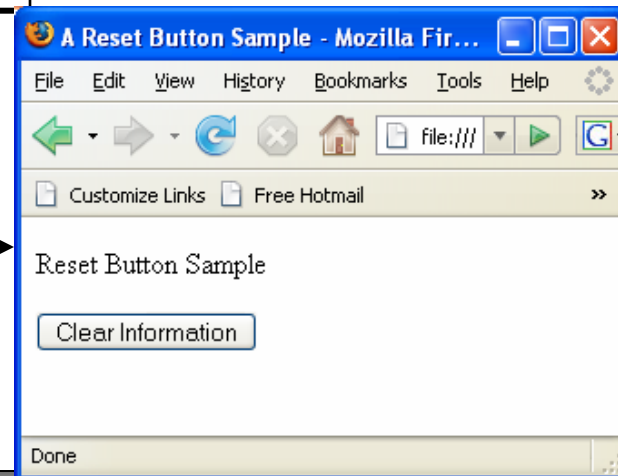 A Reset Button Sample - Mozilla Fir...
File Edit View History Bookmarks Tools Help
file:/// G
Customize Links Free Hotmail »
Reset Button Sample
Clear Information
Done